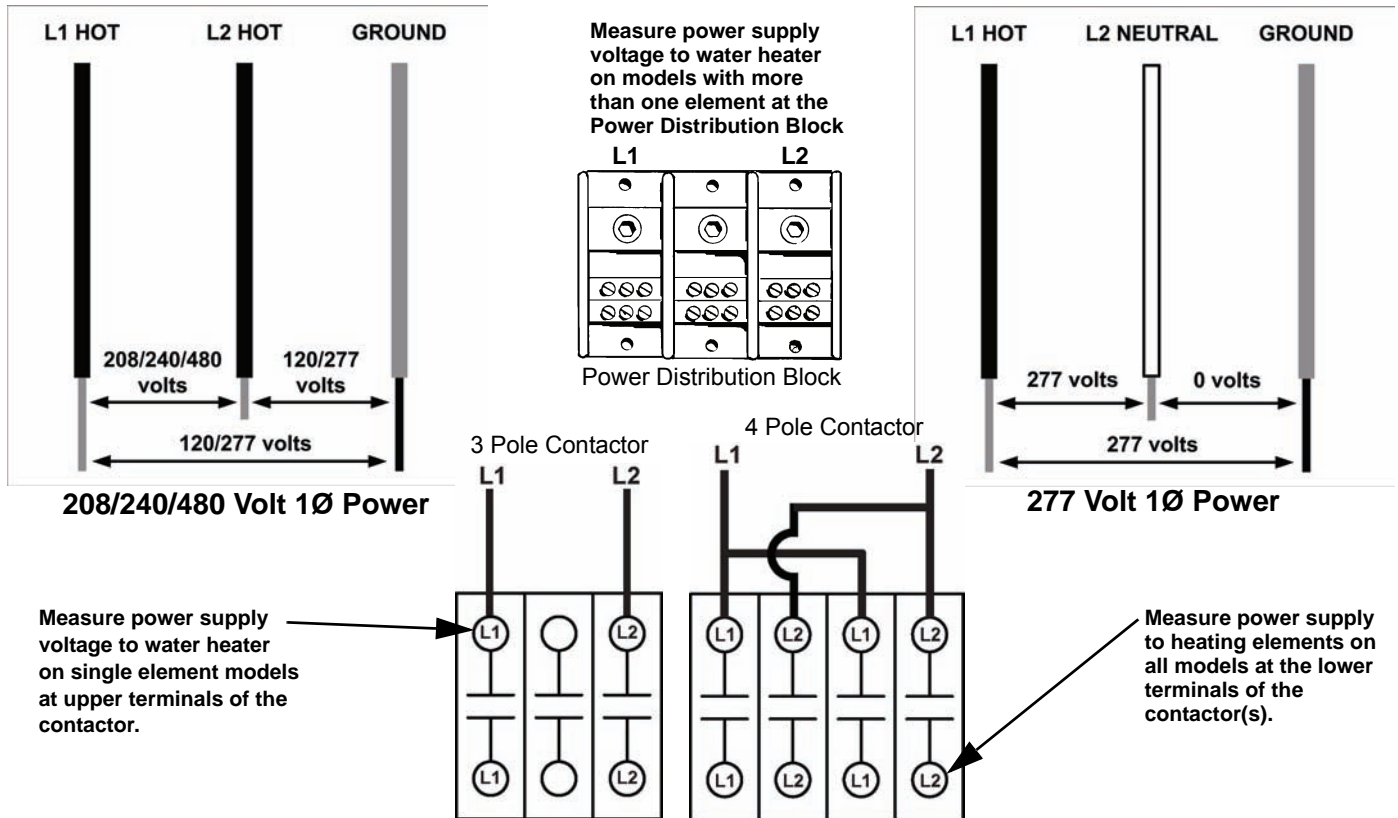 L1 HOT L2 HOT GROUND
208/240/480
volts
120/277
volts
120/277 volts
208/240/480 Volt 1Ø Power
Measure power supply
voltage to water heater
on models with more
than one element at the
Power Distribution Block
L1 L2
Power Distribution Block
L1 HOT L2 NEUTRAL GROUND
277 volts 0 volts
277 volts
277 Volt 1Ø Power
3 Pole Contactor
L1 L2
L1 L2
L1 L2
4 Pole Contactor
L1 L2
L1 L2 L1 L2
L1 L2 L1 L2
Measure power supply
voltage to water heater
on single element models
at upper terminals of the
contactor.
Measure power supply
to heating elements on
all models at the lower
terminals of the
contactor(s).